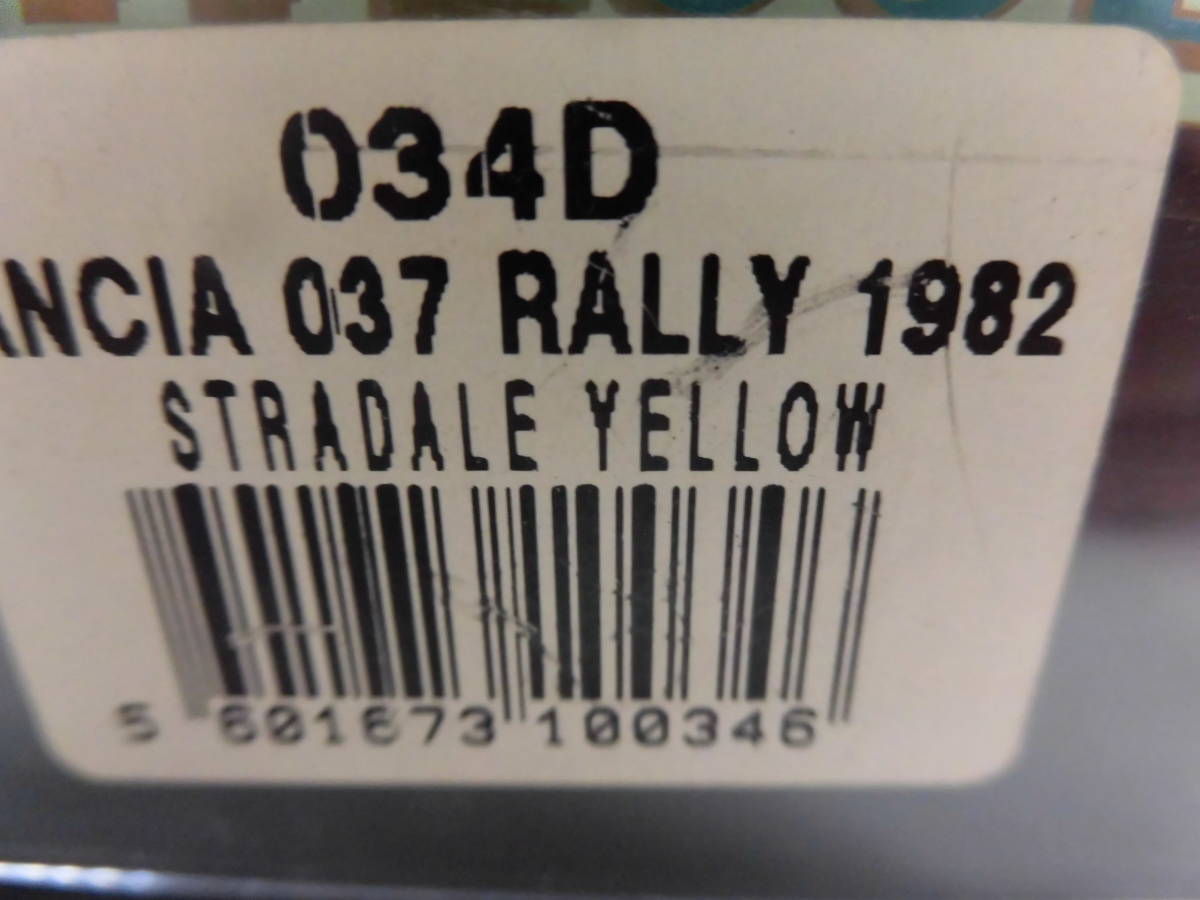 034D
ANCIA 037 RALLY 1982
STRADALE YELLOW
5 601673 100346